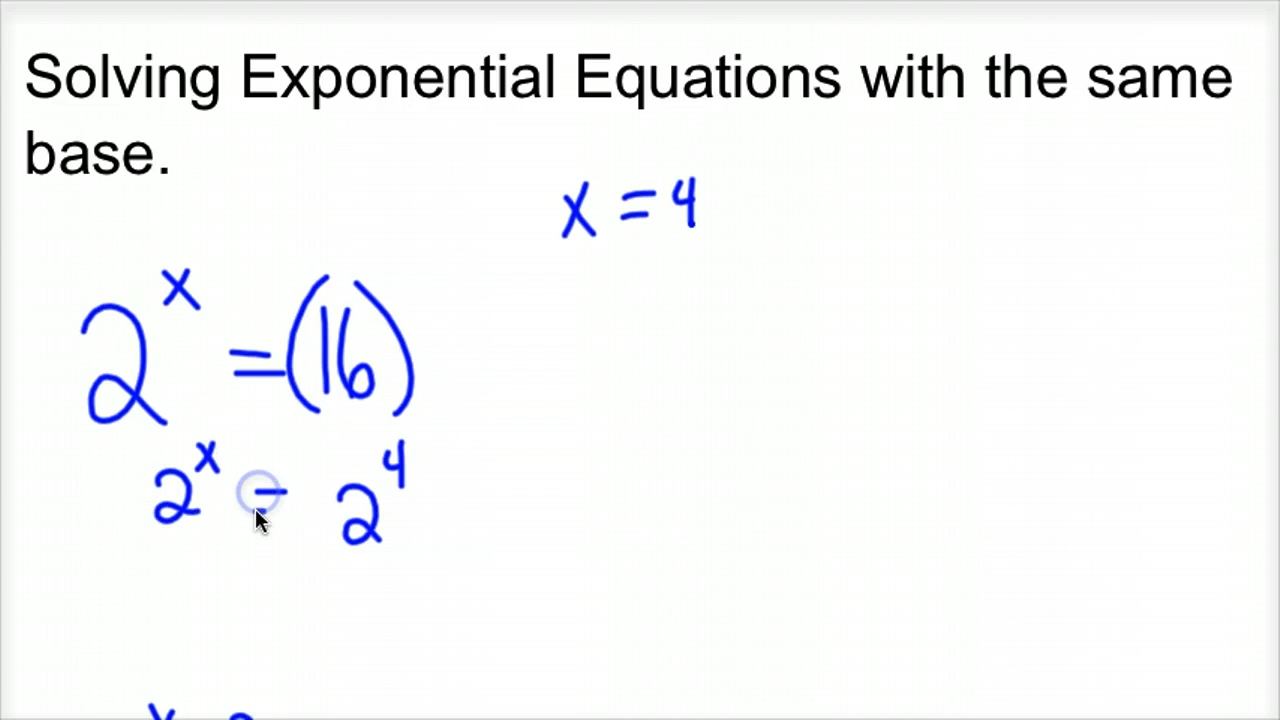 Solving Exponential Equations with the same
base.
x = 4
2^x = (16)
2^x = 2^4